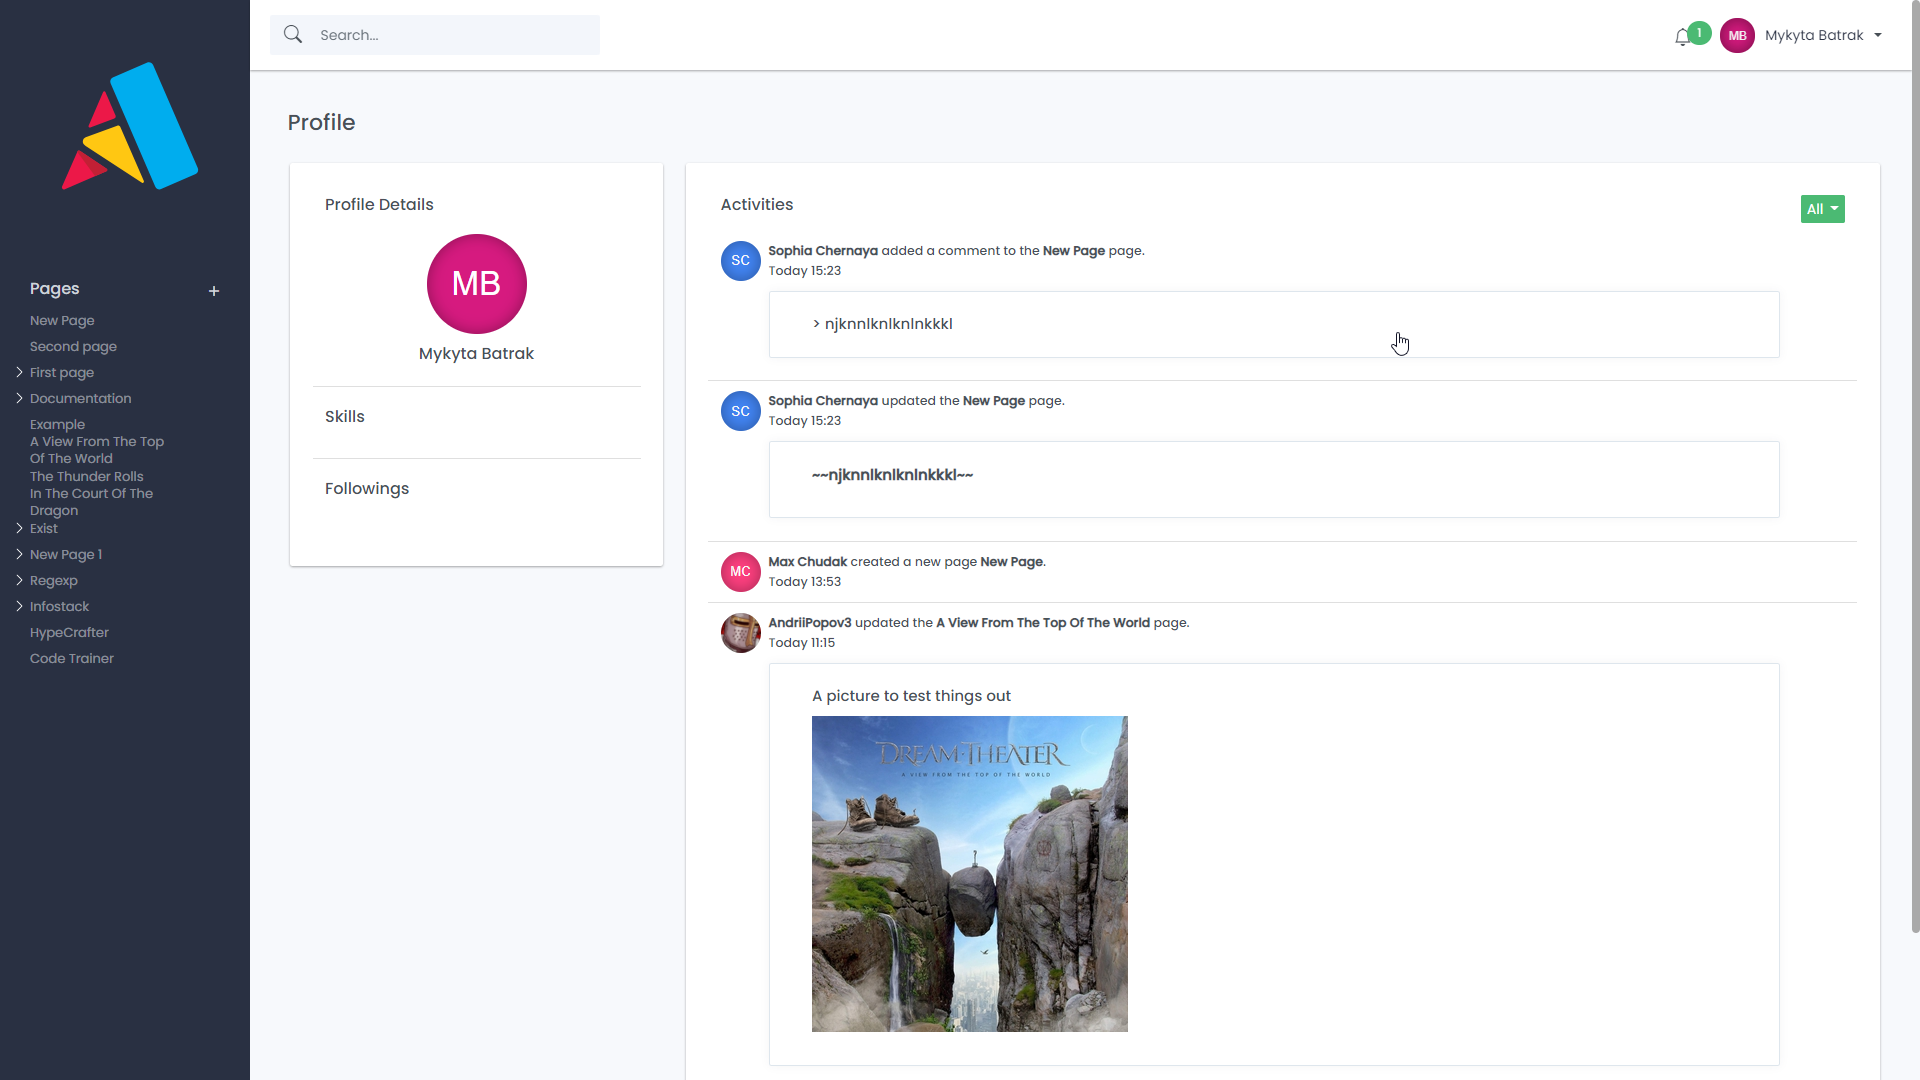 Search...
1
MB
Mykyta Batrak
Profile
Pages
+
New Page
Second page
First page
Documentation
Example
A View From The Top
Of The World
The Thunder Rolls
In The Court Of The
Dragon
Exist
New Page 1
Regexp
Infostack
HypeCrafter
Code Trainer
Profile Details
MB
Mykyta Batrak
Skills
Followings
Activities
All
SC
Sophia Chernaya added a comment to the New Page page.
Today 15:23
> njknnlknlknlnkkkl
SC
Sophia Chernaya updated the New Page page.
Today 15:23
~~njknnlknlknlnkkkl~~
MC
Max Chudak created a new page New Page.
Today 13:53
AndriiPopov3 updated the A View From The Top Of The World page.
Today 11:15
A picture to test things out
DREAM THEATER
A VIEW FROM THE TOP OF THE WORLD